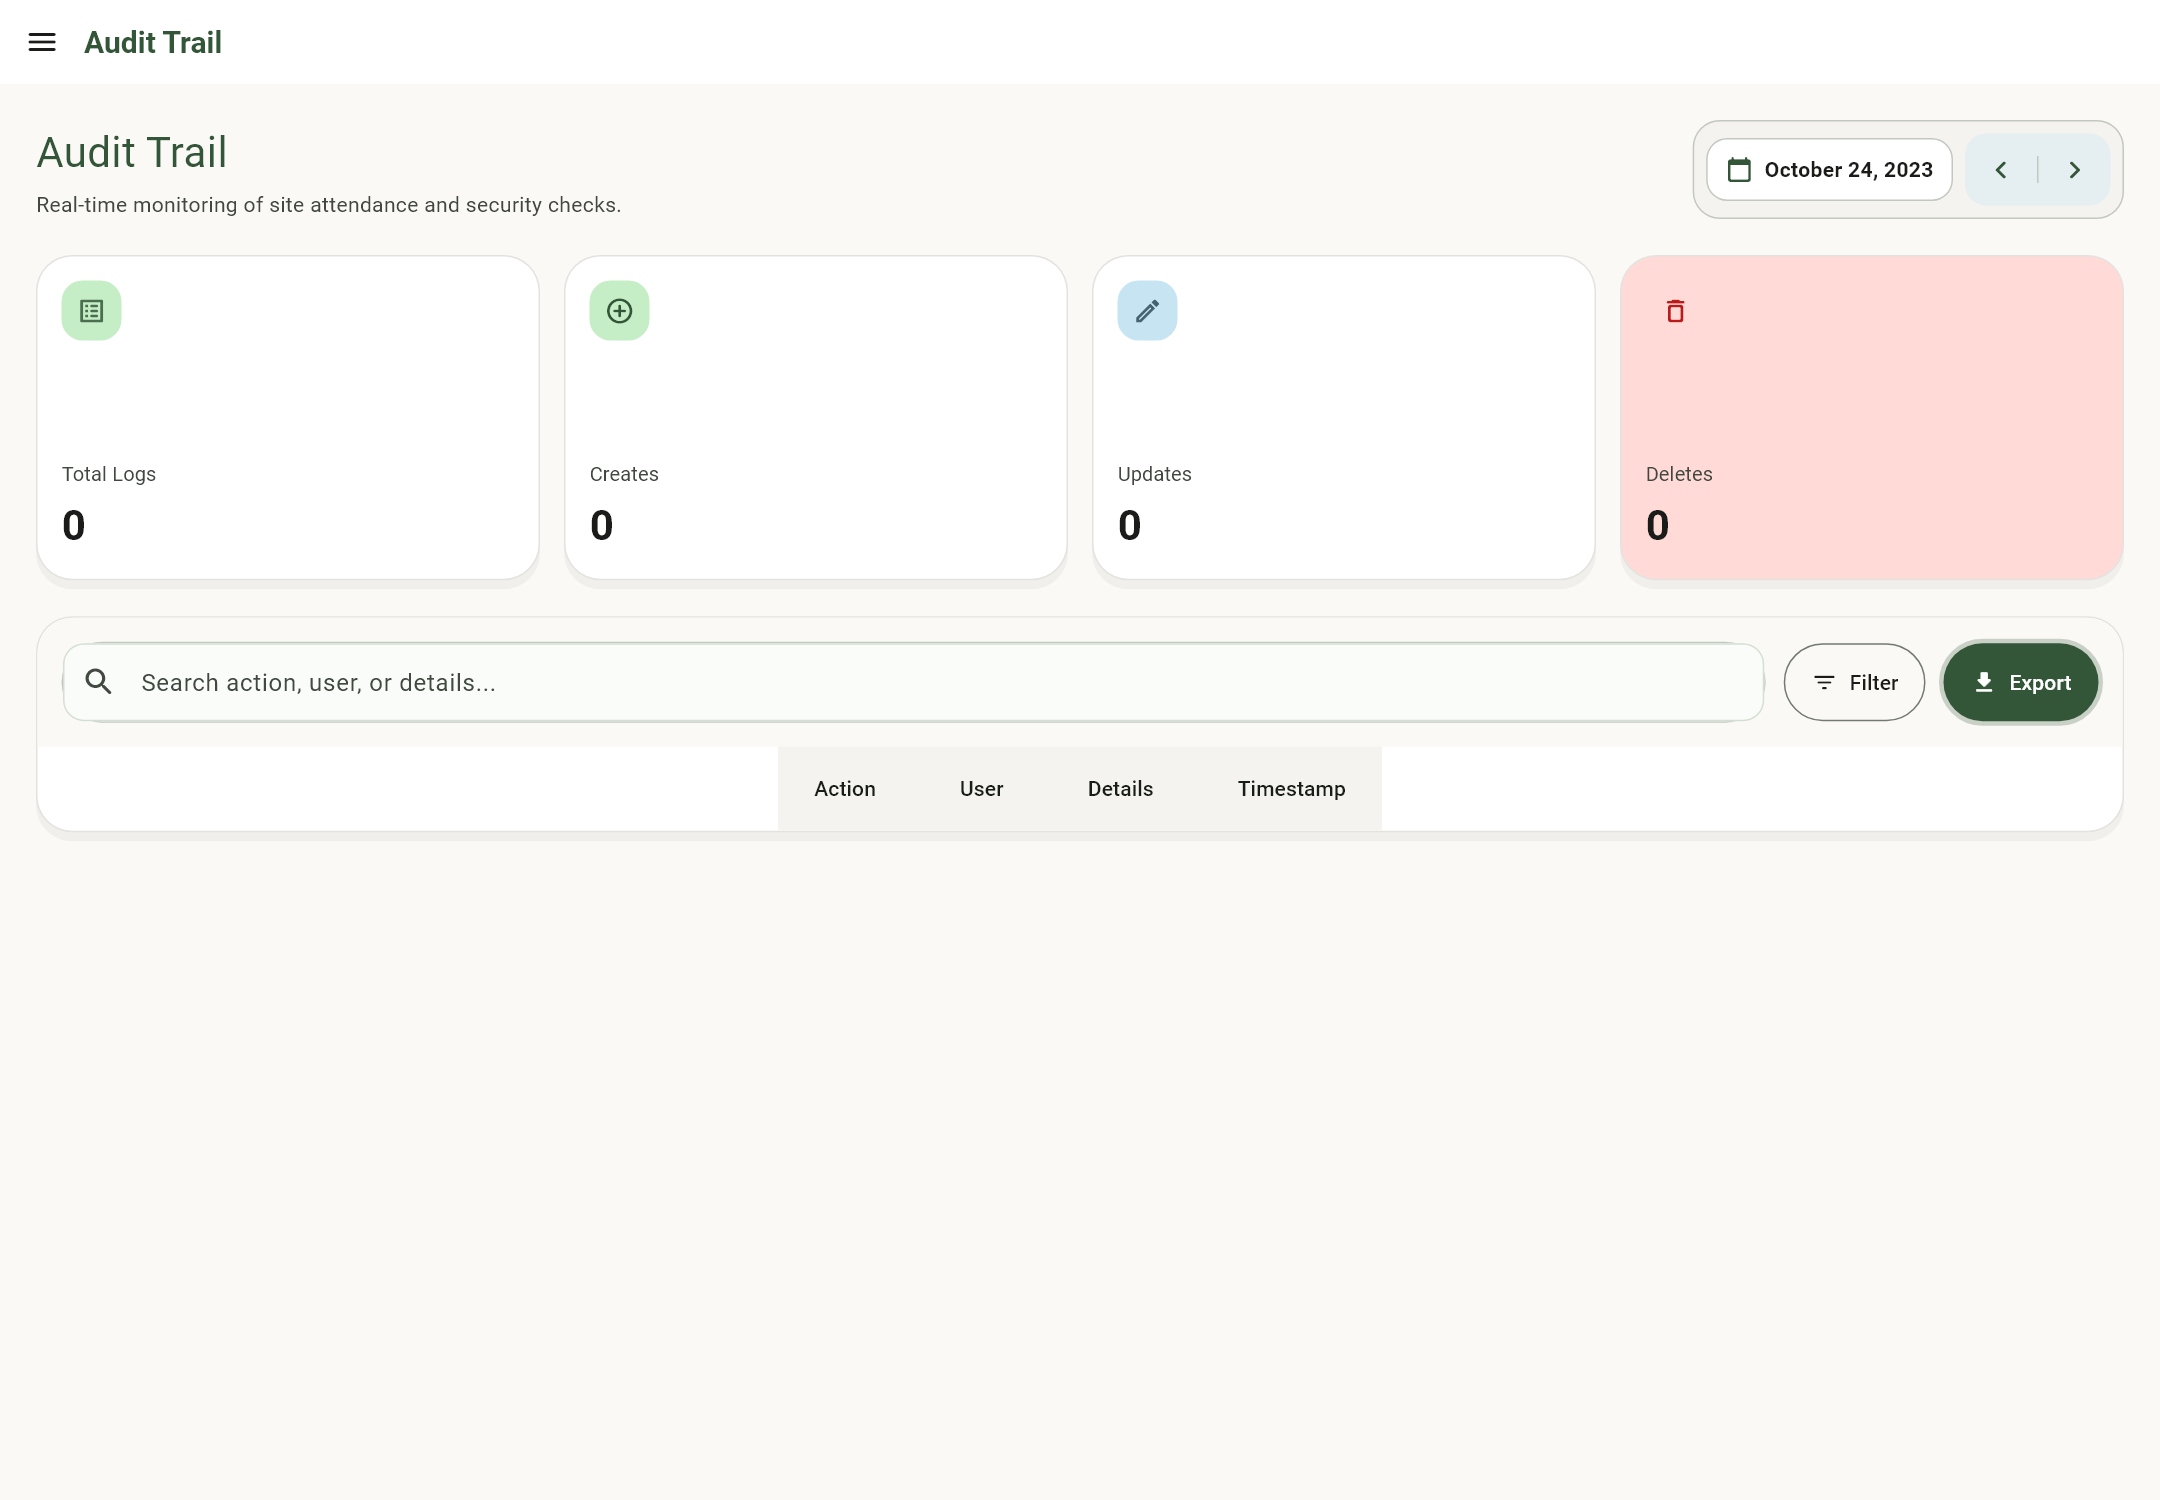 Audit Trail
Audit Trail
Real-time monitoring of site attendance and security checks.
October 24, 2023
Total Logs
0
Creates
0
Updates
0
Deletes
0
Search action, user, or details...
Filter
Export
Action User Details Timestamp